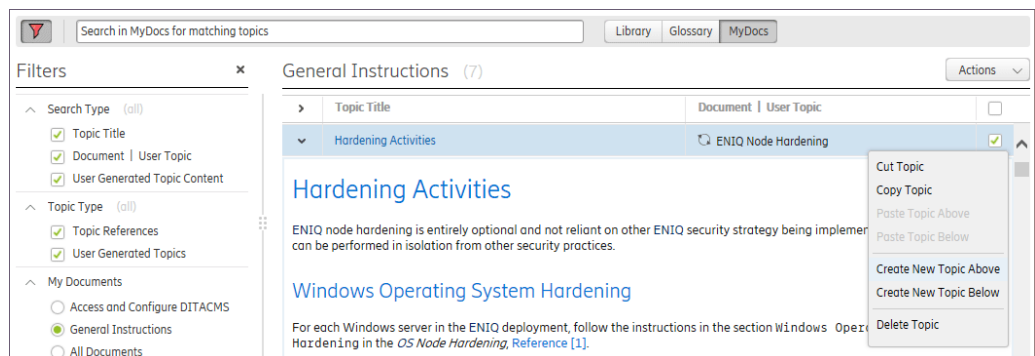 Search in MyDocs for matching topics
Library Glossary MyDocs
Filters ×
General Instructions (7)
Actions
Search Type (all)
Topic Title
Document | User Topic
User Generated Topic Content
Topic Type (all)
Topic References
User Generated Topics
My Documents
Access and Configure DITACMS
General Instructions
All Documents
Topic Title Document | User Topic
Hardening Activities ENIQ Node Hardening
Hardening Activities
ENIQ node hardening is entirely optional and not reliant on other ENIQ security strategy being
can be performed in isolation from other security practices.
Windows Operating System Hardening
For each Windows server in the ENIQ deployment, follow the instructions in the section Windows
Hardening in the OS Node Hardening, Reference [1].
Cut Topic
Copy Topic
Paste Topic Above
Paste Topic Below
Create New Topic Above
Create New Topic Below
Delete Topic